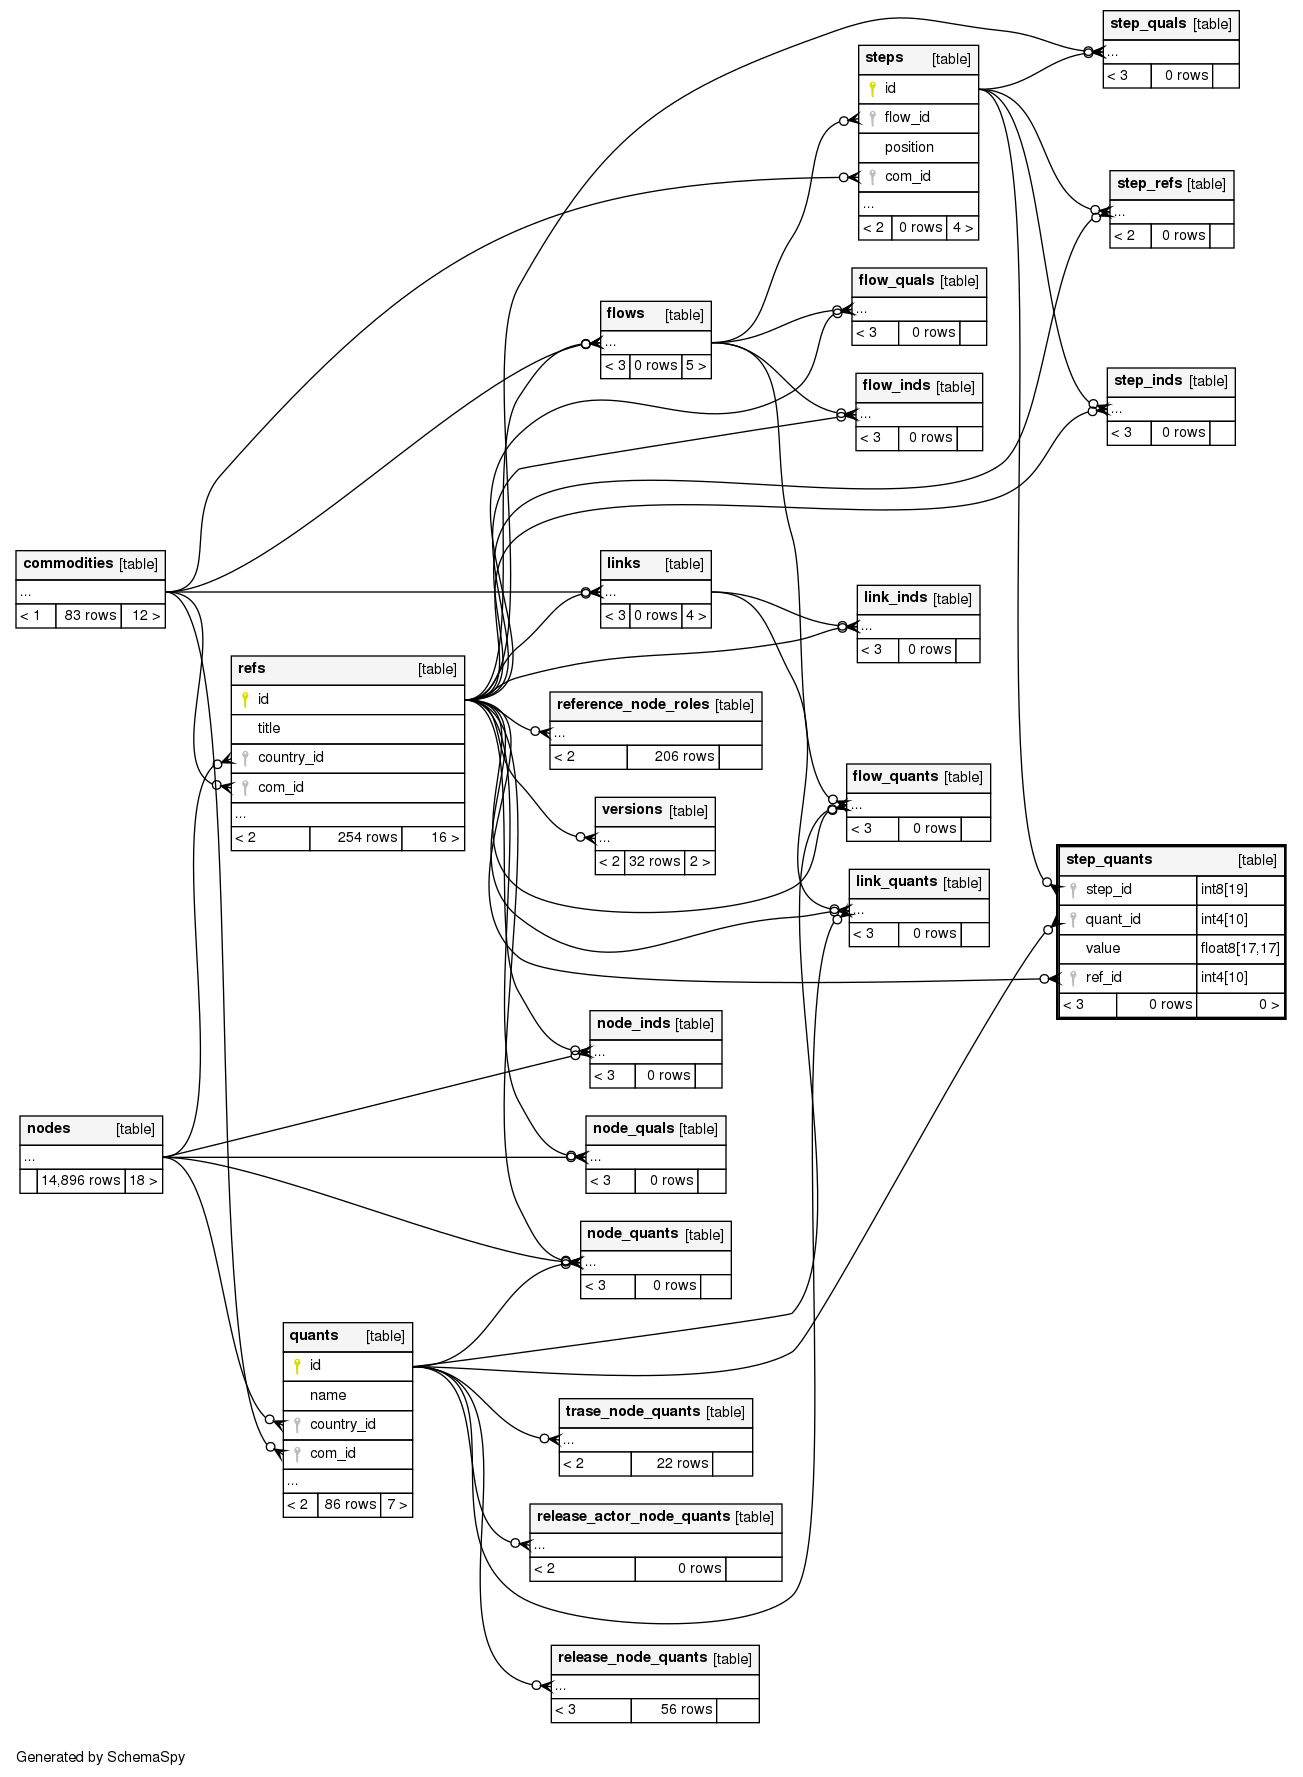 step_quals [table]
...
< 3 0 rows
steps [table]
id
flow_id
position
com_id
...
< 2 0 rows 4 >
step_refs [table]
...
< 2 0 rows
flow_quals [table]
...
< 3 0 rows
flows [table]
...
< 3 0 rows 5 >
flow_inds [table]
...
< 3 0 rows
step_inds [table]
...
< 3 0 rows
commodities [table]
...
< 1 83 rows 12 >
links [table]
...
< 3 0 rows 4 >
link_inds [table]
...
< 3 0 rows
refs [table]
id
title
country_id
com_id
...
< 2 254 rows 16 >
reference_node_roles [table]
...
< 2 206 rows
versions [table]
...
< 2 32 rows 2 >
flow_quants [table]
...
< 3 0 rows
link_quants [table]
...
< 3 0 rows
step_quants [table]
step_id int8[19]
quant_id int4[10]
value float8[17,17]
ref_id int4[10]
< 3 0 rows 0 >
node_inds [table]
...
< 3 0 rows
nodes [table]
...
14,896 rows 18 >
node_quals [table]
...
< 3 0 rows
node_quants [table]
...
< 3 0 rows
quants [table]
id
name
country_id
com_id
...
< 2 86 rows 7 >
trase_node_quants [table]
...
< 2 22 rows
release_actor_node_quants [table]
...
< 2 0 rows
release_node_quants [table]
...
< 3 56 rows
Generated by SchemaSpy